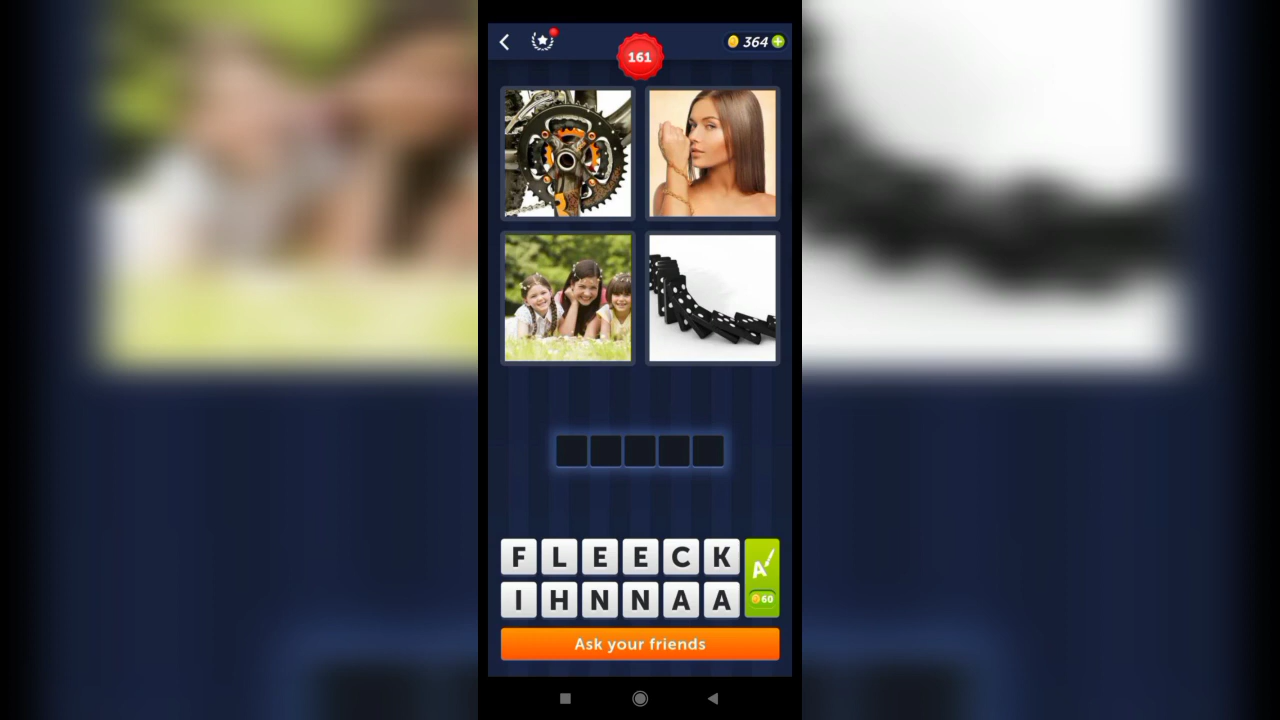 161
364
F L E E C K
A
I H N N A A
60
Ask your friends